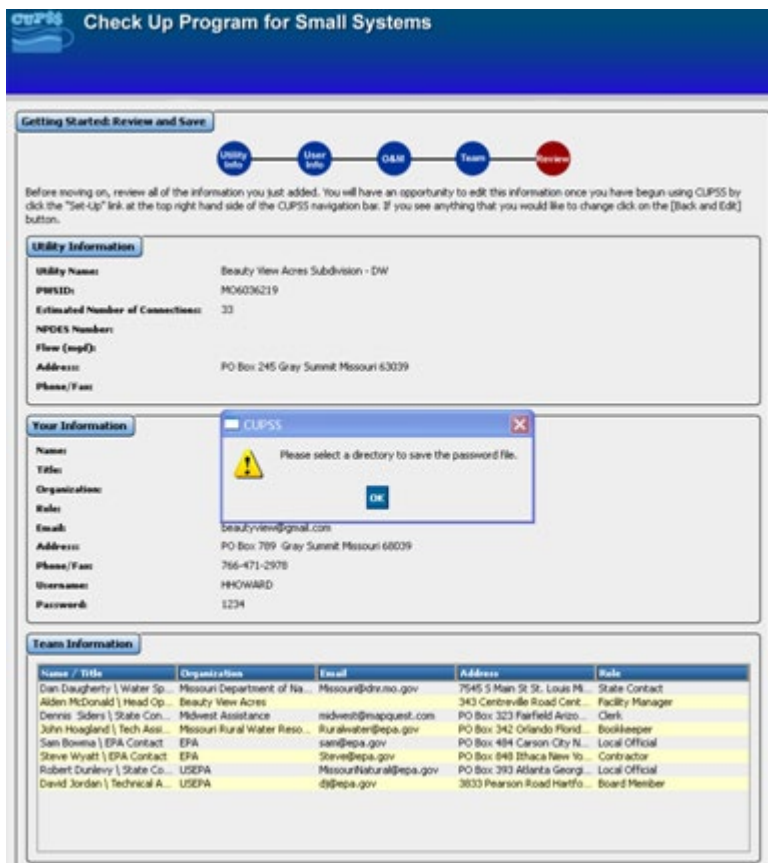 CUPSS
Check Up Program for Small Systems
Getting Started: Review and Save
Utility Info
User Info
O&M
Team
Review
Before moving on, review all of the information you just added. You will have an opportunity to edit this information once you have begun using CUPSS by
click the "Set-Up" link at the top right hand side of the CUPSS navigation bar. If you see anything that you would like to change click on the [Back and Edit]
button.
Utility Information
Utility Name: Beauty View Acres Subdivision - DW
PWSID: MO6036219
Estimated Number of Connections: 33
NPDES Number:
Flow (mgd):
Address: PO Box 245 Gray Summit Missouri 63039
Phone/Fax:
Your Information
CUPSS
Please select a directory to save the password file.
OK
Name:
Title:
Organization:
Role:
Email: beautyview@gmail.com
Address: PO Box 789 Gray Summit Missouri 68039
Phone/Fax: 766-471-2978
Username: HHOWARD
Password: 1234
Team Information
Name / Title Organization Email Address Role
Dan Daugherty \ Water Sp... Missouri Department of Na... Missouri@dnr.mo.gov 7545 S Main St St. Louis Mi... State Contact
Alden McDonald \ Head Op... Beauty View Acres 343 Centreville Road Cent... Facility Manager
Dennis Siders \ State Con... Midwest Assistance midwest@mapquest.com PO Box 323 Fairfield Arizo... Clerk
John Hoagland \ Tech Assi... Missouri Rural Water Reso... Ruralwater@epa.gov PO Box 342 Orlando Florid... Bookkeeper
Sam Bowma \ EPA Contact EPA sam@epa.gov PO Box 484 Carson City N... Local Official
Steve Wyatt \ EPA Contact EPA Steve@epa.gov PO Box 848 Ithaca New Yo... Contractor
Robert Dunlevy \ State Co... USEPA MissouriNatural@epa.gov PO Box 393 Atlanta Georgi... Local Official
David Jordan \ Technical A... USEPA dj@epa.gov 3833 Pearson Road Hartfo... Board Member